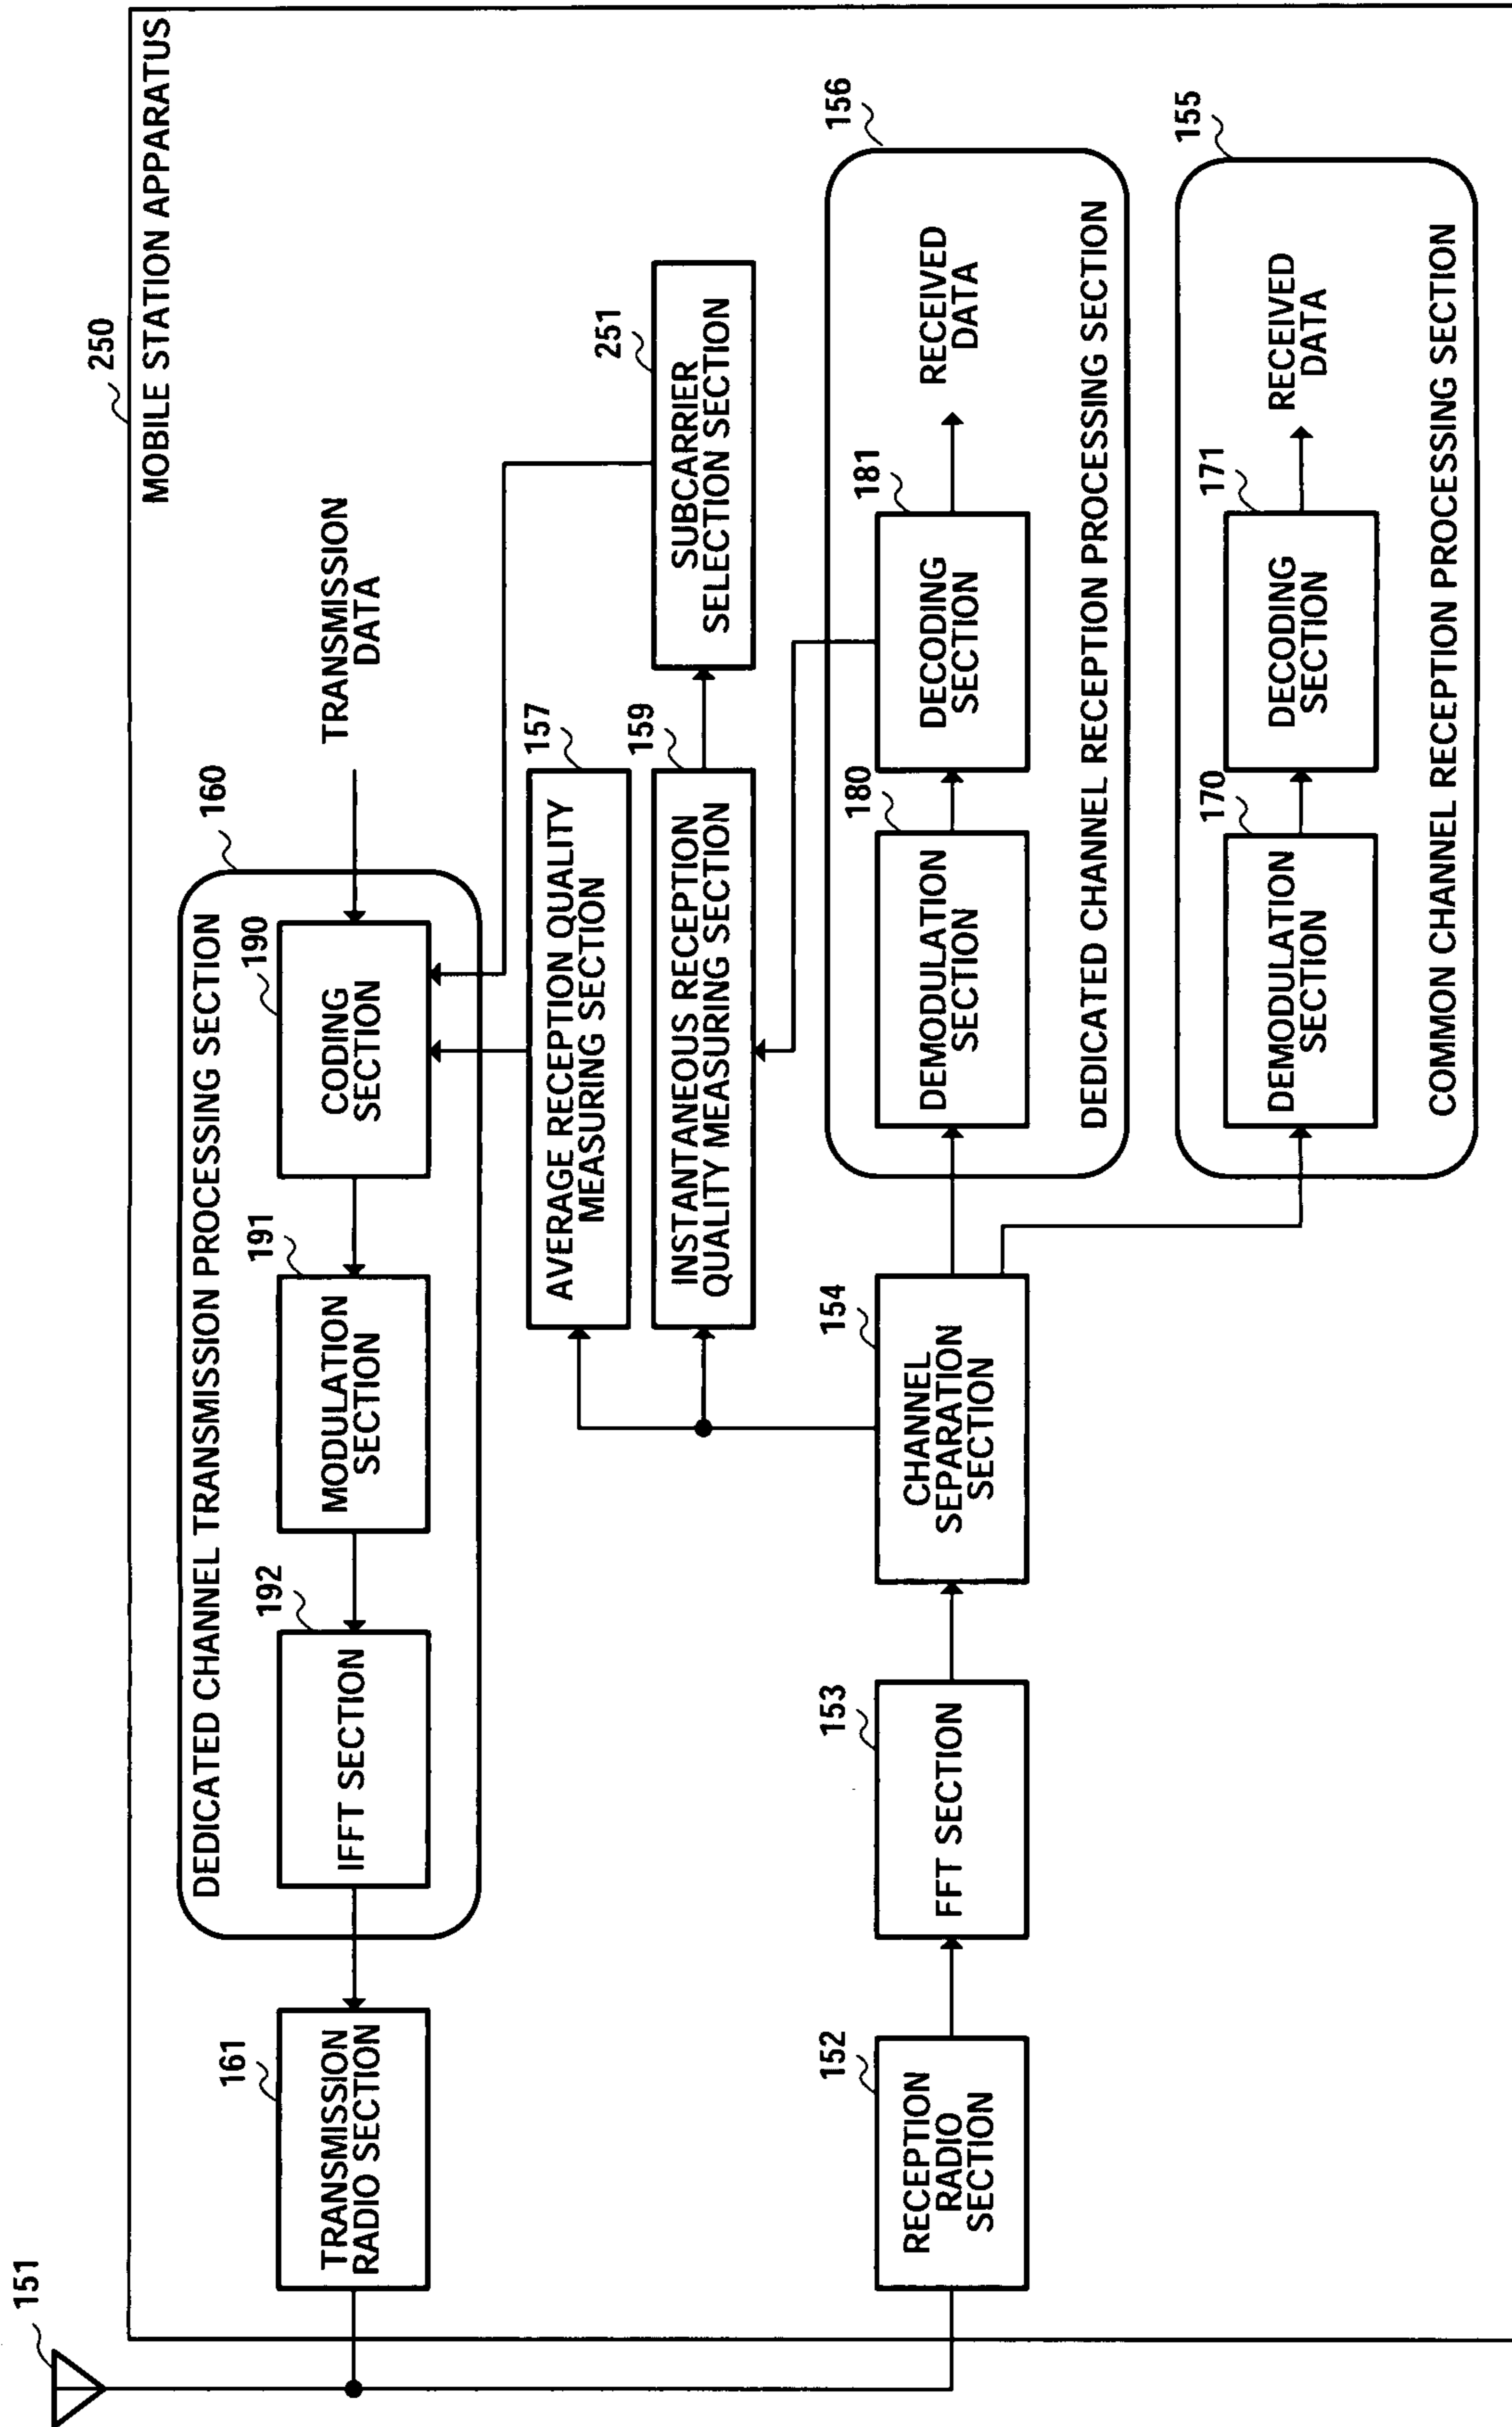 250
MOBILE STATION APPARATUS
151
161
TRANSMISSION
RADIO SECTION
DEDICATED CHANNEL TRANSMISSION PROCESSING SECTION
160
192
IFFT SECTION
191
MODULATION
SECTION
190
CODING
SECTION
TRANSMISSION
DATA
157
AVERAGE RECEPTION QUALITY
MEASURING SECTION
159
INSTANTANEOUS RECEPTION
QUALITY MEASURING SECTION
251
SUBCARRIER
SELECTION SECTION
152
RECEPTION
RADIO
SECTION
153
FFT SECTION
154
CHANNEL
SEPARATION
SECTION
156
180
DEMODULATION
SECTION
181
DECODING
SECTION
RECEIVED
DATA
DEDICATED CHANNEL RECEPTION PROCESSING SECTION
155
170
DEMODULATION
SECTION
171
DECODING
SECTION
RECEIVED
DATA
COMMON CHANNEL RECEPTION PROCESSING SECTION